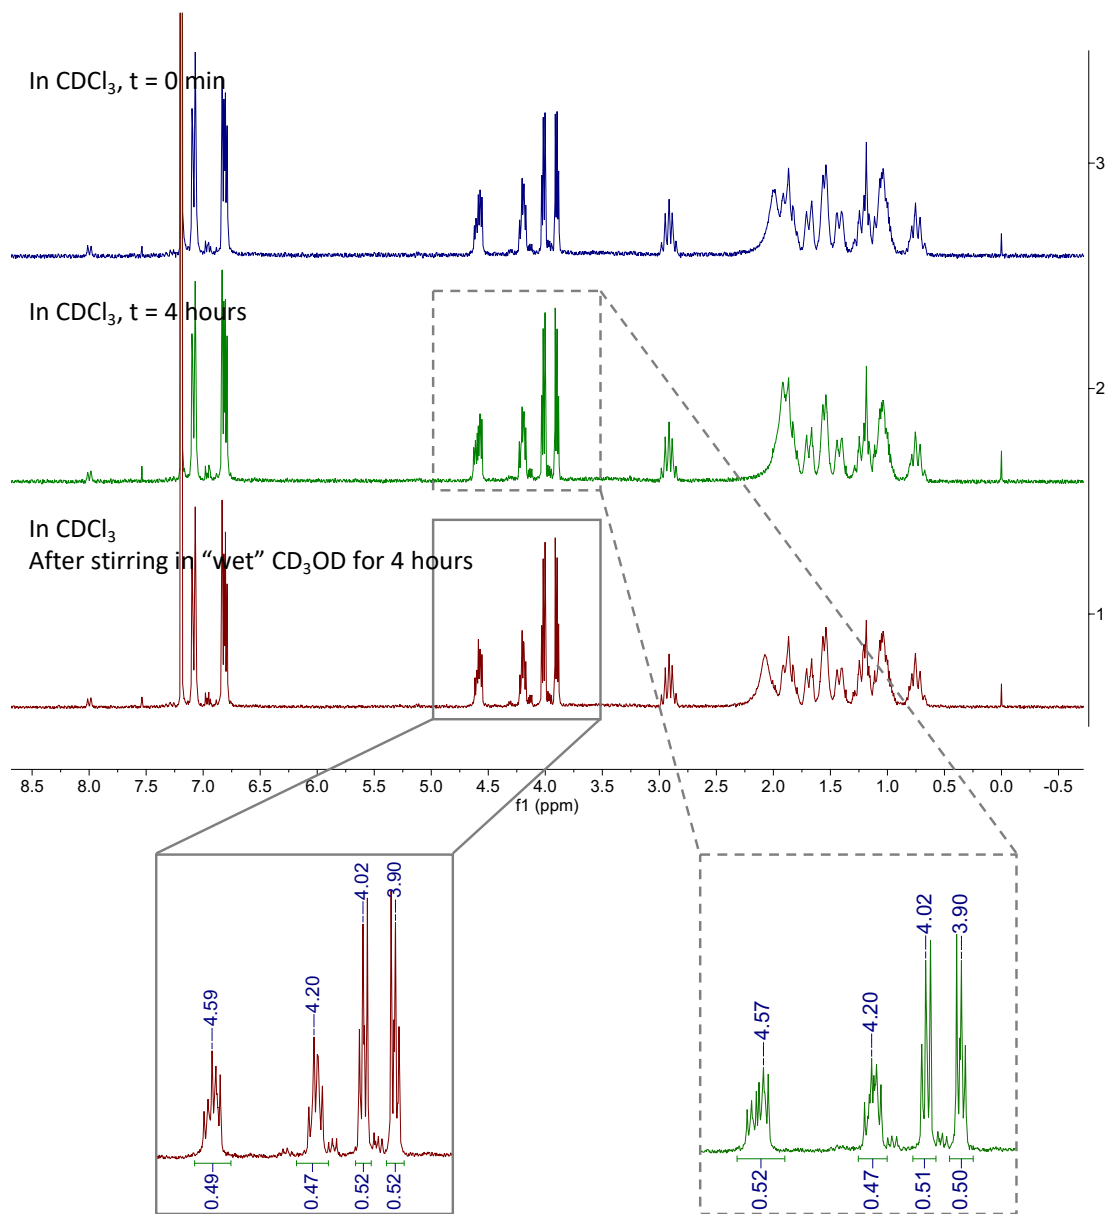 In CDCl₃, t = 0 min
3
In CDCl₃, t = 4 hours
2
In CDCl₃
After stirring in “wet” CD₃OD for 4 hours
1
8.5 8.0 7.5 7.0 6.5 6.0 5.5 5.0 4.5 4.0 3.5 3.0 2.5 2.0 1.5 1.0 0.5 0.0 -0.5
f1 (ppm)
4.59 4.20 4.02 3.90
0.49 0.47 0.52 0.52
4.57 4.20 4.02 3.90
0.52 0.47 0.51 0.50